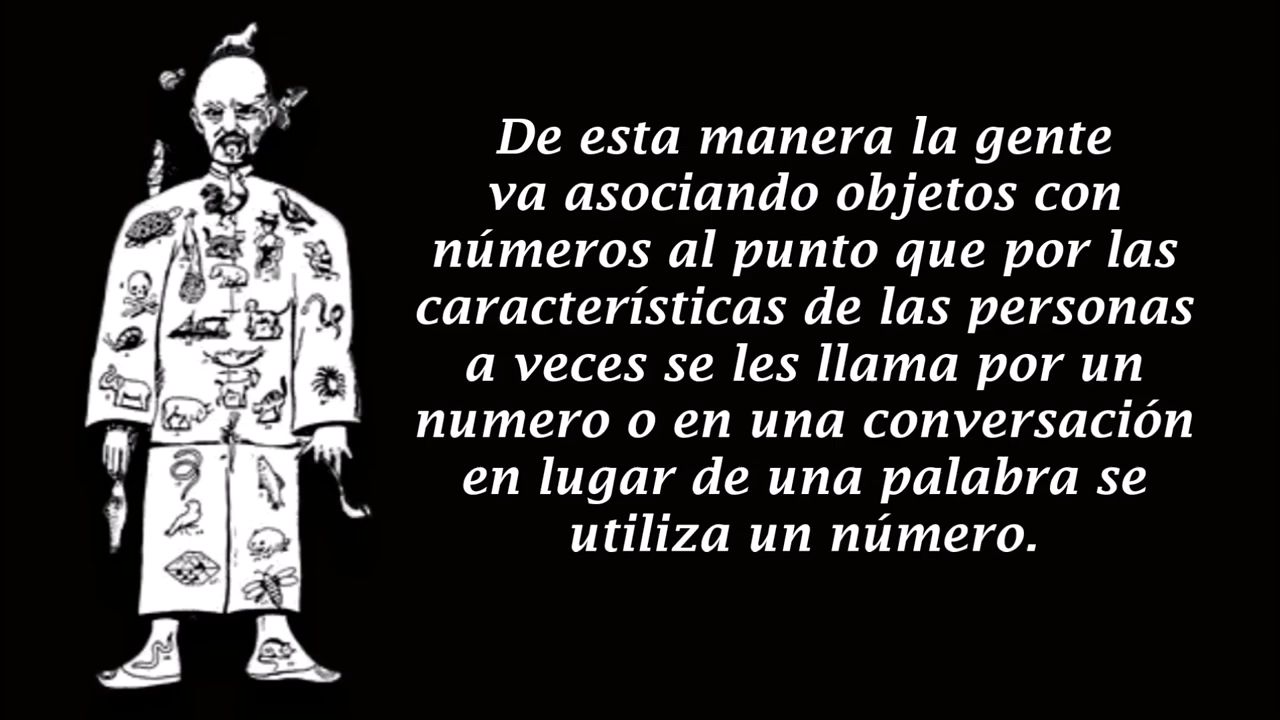 De esta manera la gente
va asociando objetos con
números al punto que por las
características de las personas
a veces se les llama por un
numero o en una conversación
en lugar de una palabra se
utiliza un número.